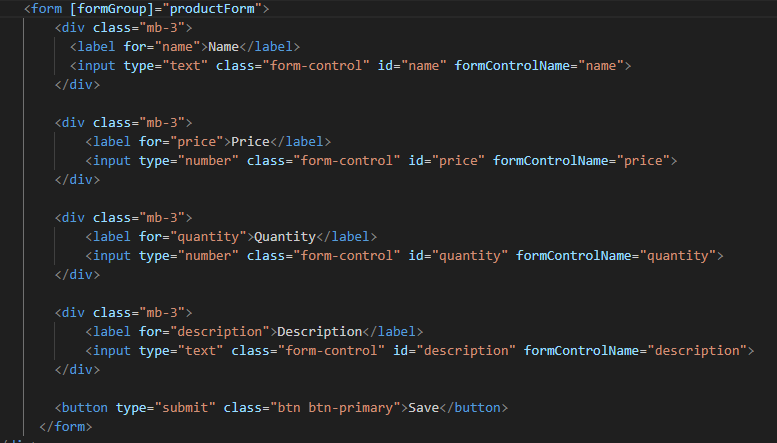 <form [formGroup]="productForm">
<div class="mb-3">
<label for="name">Name</label>
<input type="text" class="form-control" id="name" formControlName="name">
</div>
<div class="mb-3">
<label for="price">Price</label>
<input type="number" class="form-control" id="price" formControlName="price">
</div>
<div class="mb-3">
<label for="quantity">Quantity</label>
<input type="number" class="form-control" id="quantity" formControlName="quantity">
</div>
<div class="mb-3">
<label for="description">Description</label>
<input type="text" class="form-control" id="description" formControlName="description">
</div>
<button type="submit" class="btn btn-primary">Save</button>
</form>